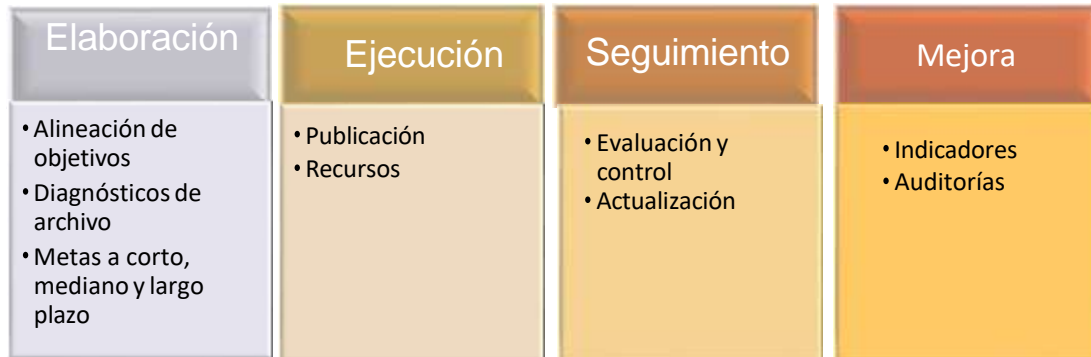 Elaboración
• Alineación de
objetivos
• Diagnósticos de
archivo
• Metas a corto,
mediano y largo
plazo
Ejecución
• Publicación
• Recursos
Seguimiento
• Evaluación y
control
• Actualización
Mejora
• Indicadores
• Auditorías